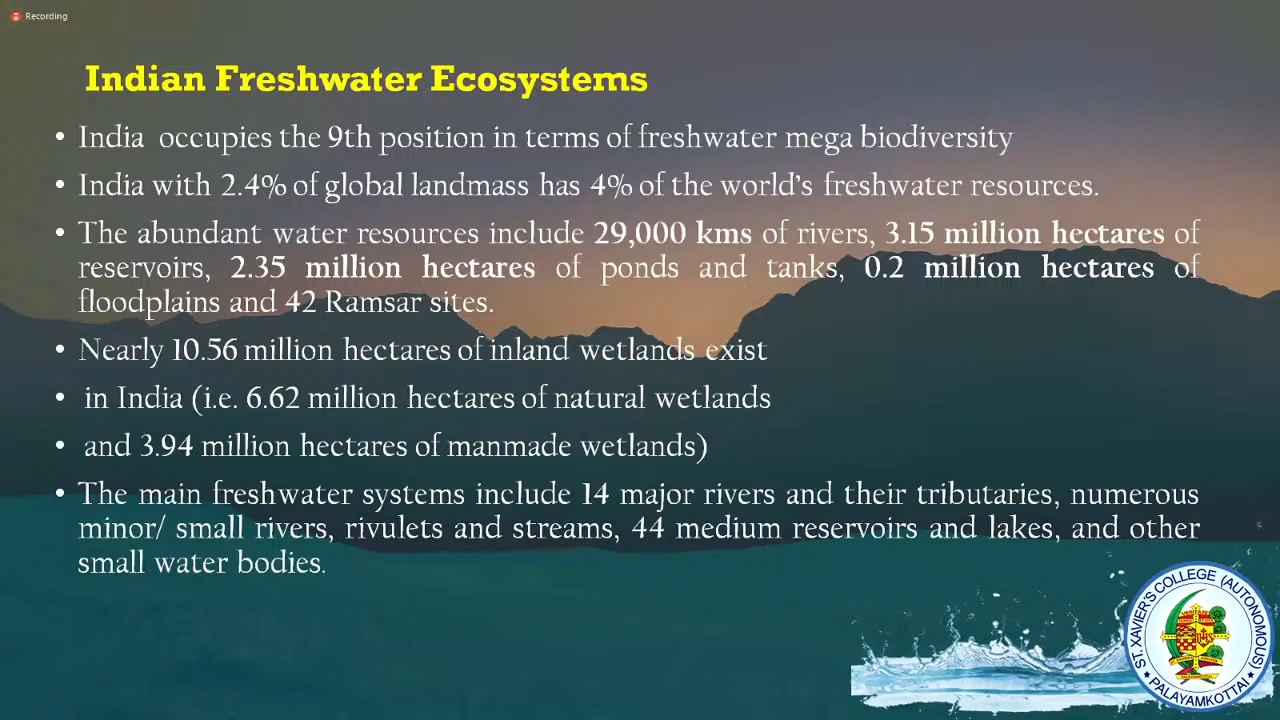 Recording
Indian Freshwater Ecosystems
• India occupies the 9th position in terms of freshwater mega biodiversity
• India with 2.4% of global landmass has 4% of the world's freshwater resources.
• The abundant water resources include 29,000 kms of rivers, 3.15 million hectares of
reservoirs, 2.35 million hectares of ponds and tanks, 0.2 million hectares of
floodplains and 42 Ramsar sites.
• Nearly 10.56 million hectares of inland wetlands exist
• in India (i.e. 6.62 million hectares of natural wetlands
• and 3.94 million hectares of manmade wetlands)
• The main freshwater systems include 14 major rivers and their tributaries, numerous
minor/ small rivers, rivulets and streams, 44 medium reservoirs and lakes, and other
small water bodies.
ST. XAVIER'S COLLEGE (AUTONOMOUS)
PALAYAMKOTTAI